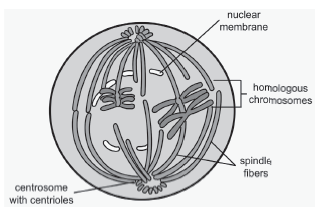 nuclear
membrane
homologous
chromosomes
spindle
fibers
centrosome
with centrioles